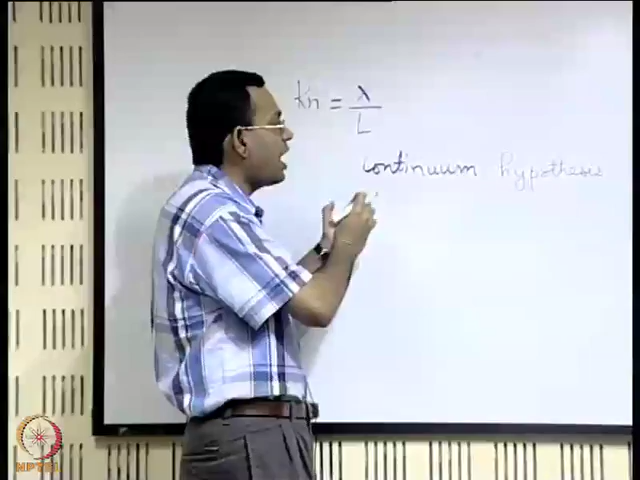 Kn = λ / L
continuum hypothesis
NPTEL